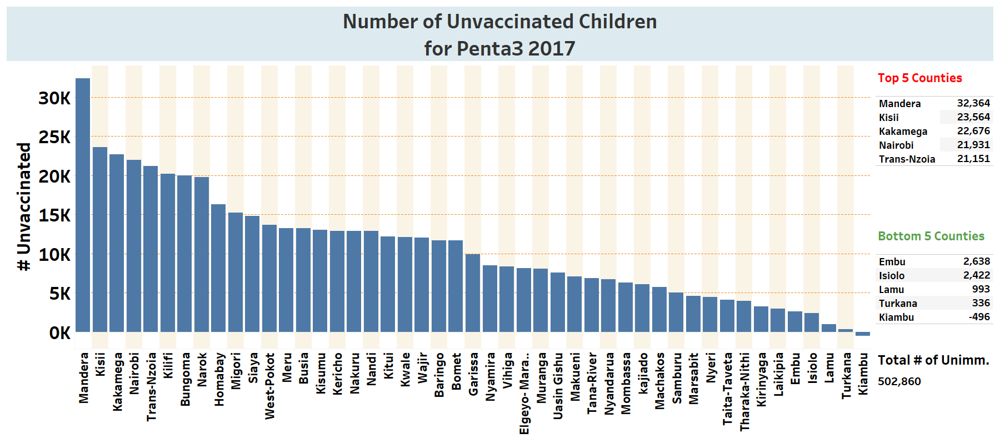 Number of Unvaccinated Children
for Penta3 2017
# Unvaccinated
30K
25K
20K
15K
10K
5K
0K
Mandera
Kisii
Kakamega
Nairobi
Trans-Nzoia
Kilifi
Bungoma
Narok
Homabay
Migori
Siaya
West-Pokot
Meru
Busia
Kisumu
Kericho
Nakuru
Nandi
Kitui
Kwale
Wajir
Baringo
Bomet
Garissa
Nyamira
Vihiga
Elgeyo- Mara..
Muranga
Uasin Gishu
Makueni
Tana-River
Nyandarua
Mombassa
kajiado
Machakos
Samburu
Marsabit
Nyeri
Taita-Taveta
Tharaka-Nithi
Kirinyaga
Laikipia
Embu
Isiolo
Lamu
Turkana
Kiambu
Top 5 Counties
Mandera 32,364
Kisii 23,564
Kakamega 22,676
Nairobi 21,931
Trans-Nzoia 21,151
Bottom 5 Counties
Embu 2,638
Isiolo 2,422
Lamu 993
Turkana 336
Kiambu -496
Total # of Unimm.
502,860